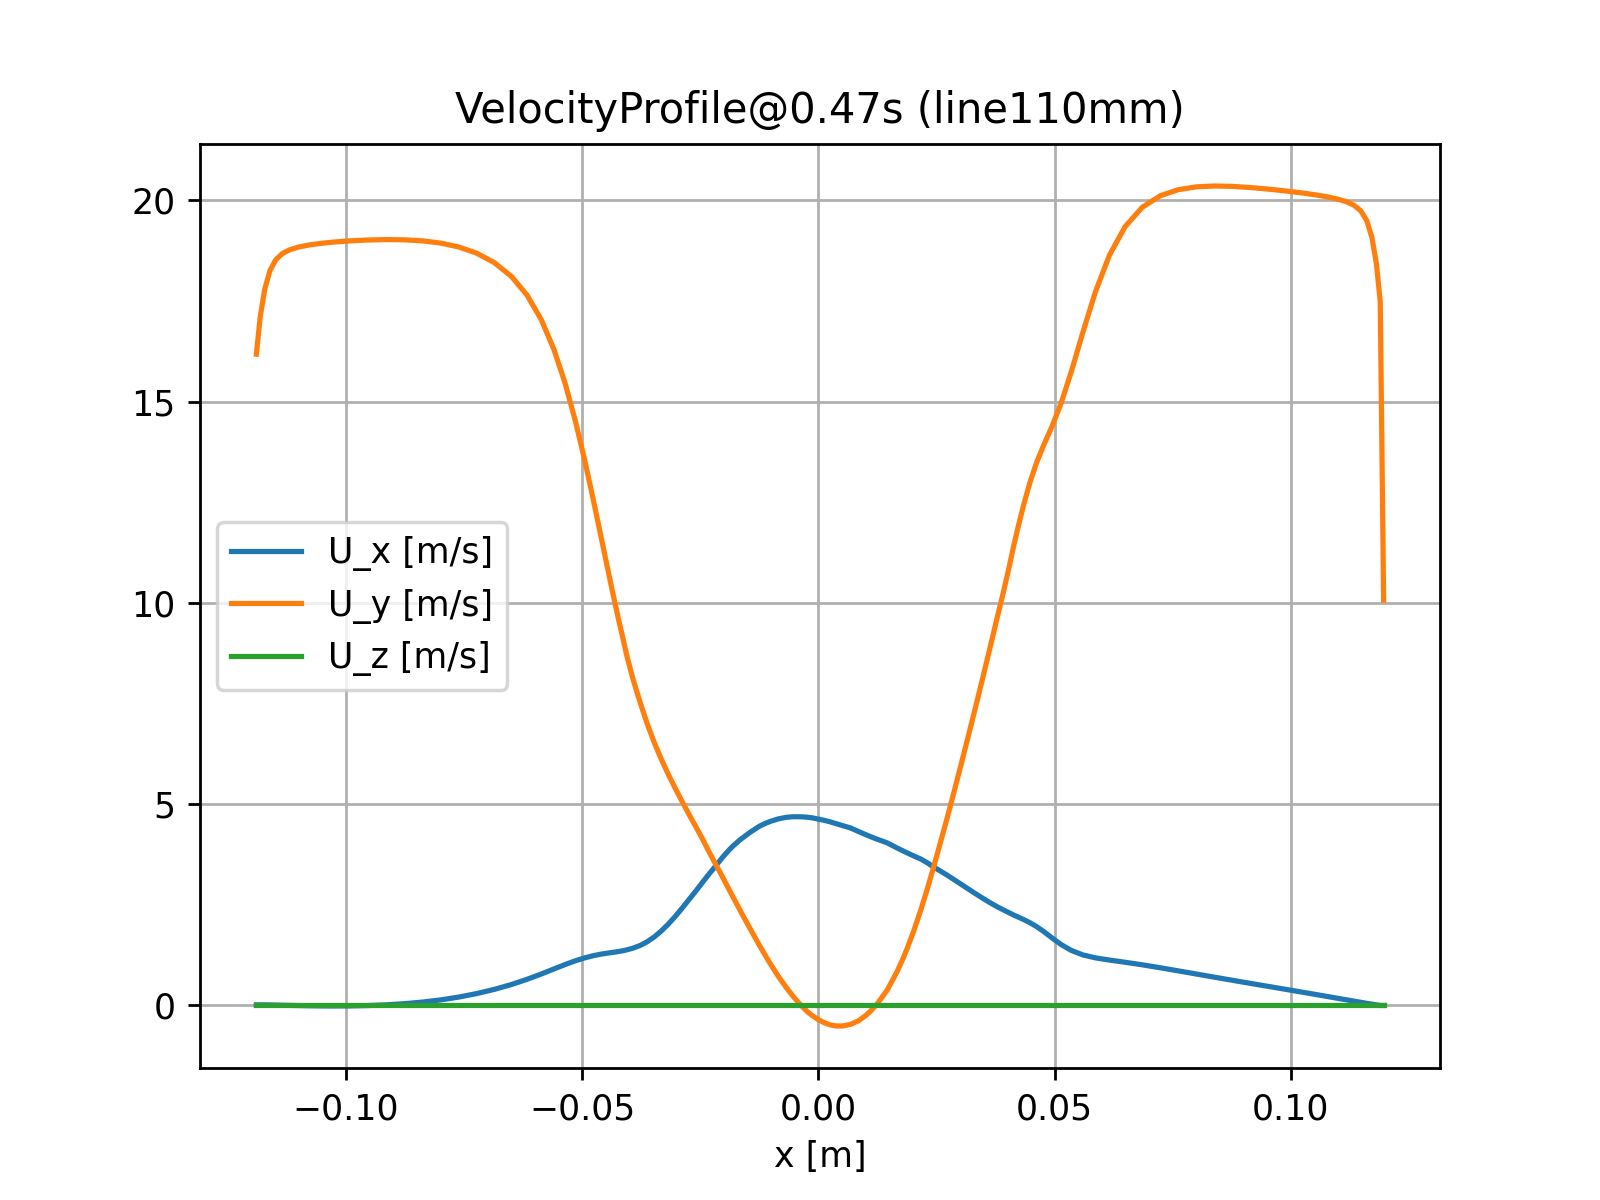 VelocityProfile@0.47s (line110mm)
20
15
10
5
0
U_x [m/s]
U_y [m/s]
U_z [m/s]
−0.10 −0.05 0.00 0.05 0.10
x [m]